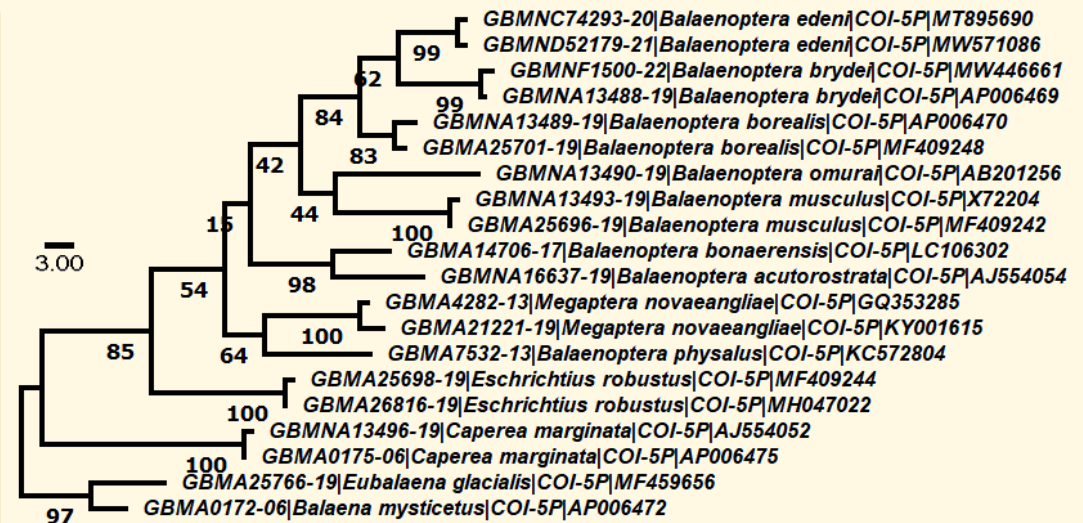 GBMNC74293-20|Balaenoptera edeni|COI-5P|MT895690
GBMND52179-21|Balaenoptera edeni|COI-5P|MW571086
99
GBMNF1500-22|Balaenoptera brydei|COI-5P|MW446661
62
GBMNA13488-19|Balaenoptera brydei|COI-5P|AP006469
99
84
GBMNA13489-19|Balaenoptera borealis|COI-5P|AP006470
GBMA25701-19|Balaenoptera borealis|COI-5P|MF409248
83
42
GBMNA13490-19|Balaenoptera omurai|COI-5P|AB201256
GBMNA13493-19|Balaenoptera musculus|COI-5P|X72204
44
15
GBMA25696-19|Balaenoptera musculus|COI-5P|MF409242
100
GBMA14706-17|Balaenoptera bonaerensis|COI-5P|LC106302
3.00
GBMNA16637-19|Balaenoptera acutorostrata|COI-5P|AJ554054
98
54
GBMA4282-13|Megaptera novaeangliae|COI-5P|GQ353285
GBMA21221-19|Megaptera novaeangliae|COI-5P|KY001615
100
GBMA7532-13|Balaenoptera physalus|COI-5P|KC572804
64
85
GBMA25698-19|Eschrichtius robustus|COI-5P|MF409244
GBMA26816-19|Eschrichtius robustus|COI-5P|MH047022
100
GBMNA13496-19|Caperea marginata|COI-5P|AJ554052
GBMA0175-06|Caperea marginata|COI-5P|AP006475
100
GBMA25766-19|Eubalaena glacialis|COI-5P|MF459656
GBMA0172-06|Balaena mysticetus|COI-5P|AP006472
97